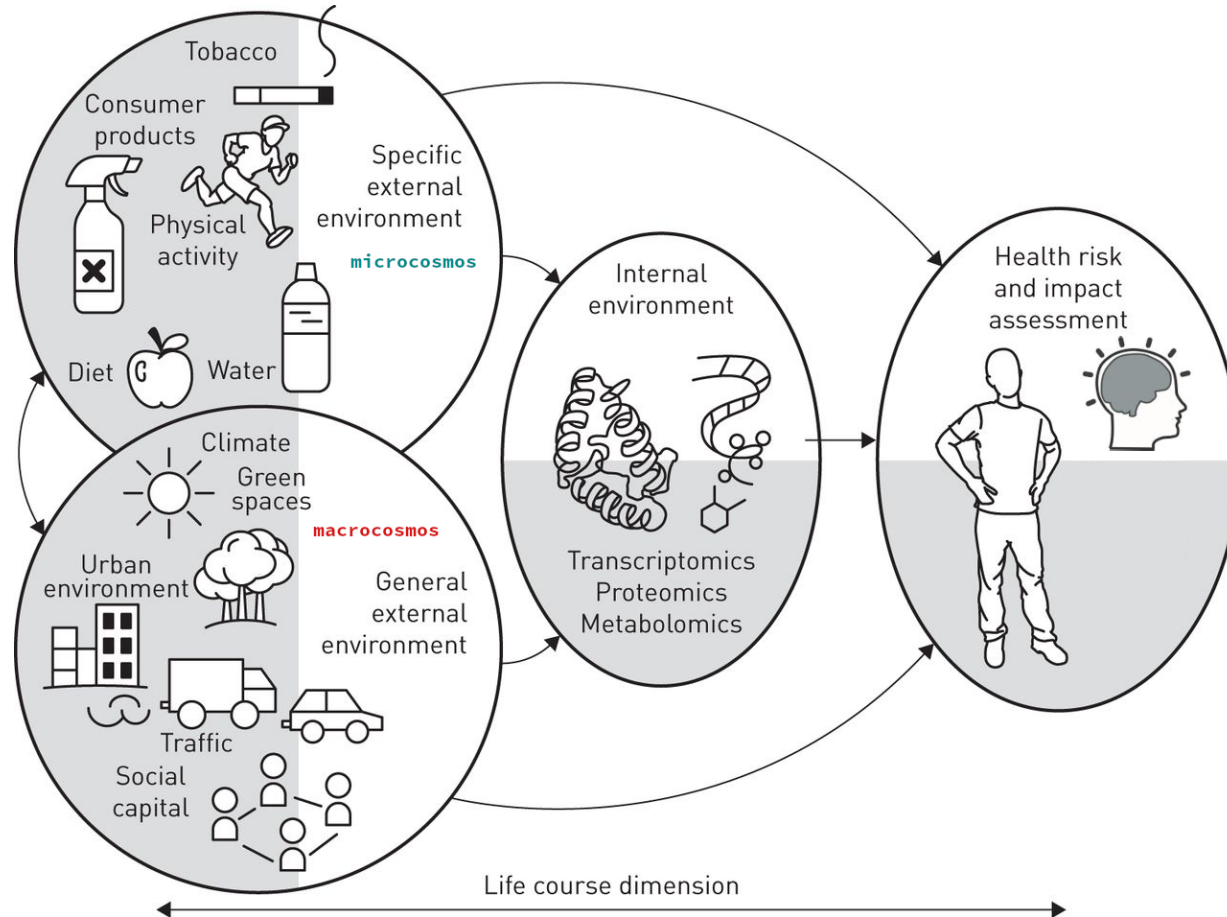 Tobacco
Consumer
products
Physical
activity
Diet
Water
Specific
external
environment
microcosmos
Climate
Green
spaces
macrocosmos
Urban
environment
General
external
environment
Traffic
Social
capital
Internal
environment
Transcriptomics
Proteomics
Metabolomics
Health risk
and impact
assessment
Life course dimension